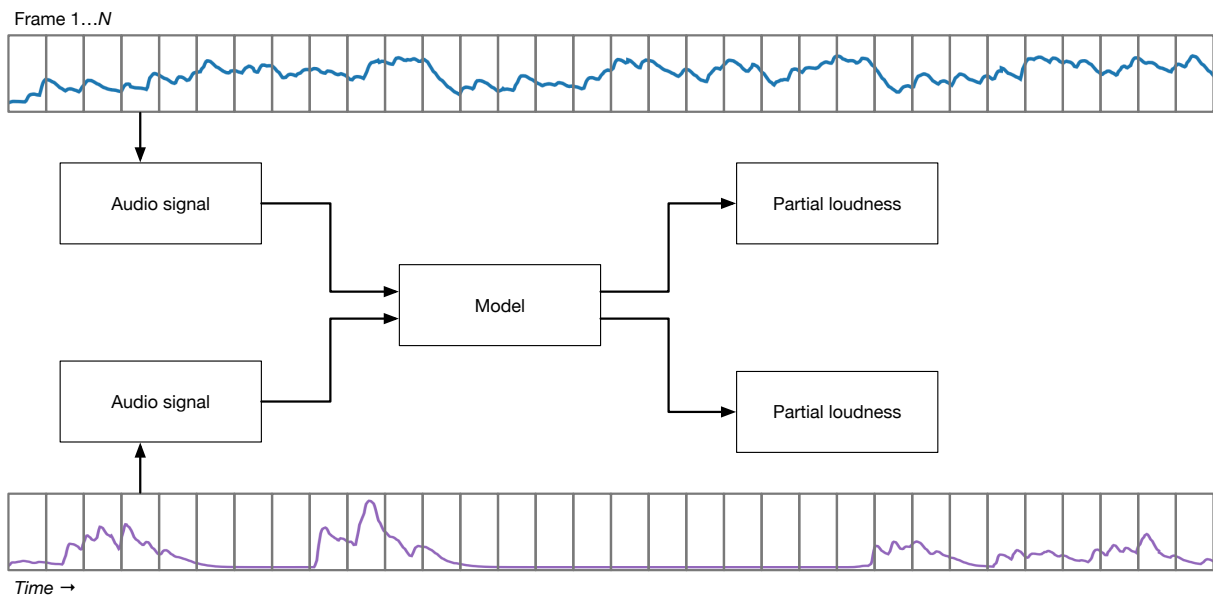 Frame 1…N
Audio signal
Partial loudness
Model
Audio signal
Partial loudness
Time →